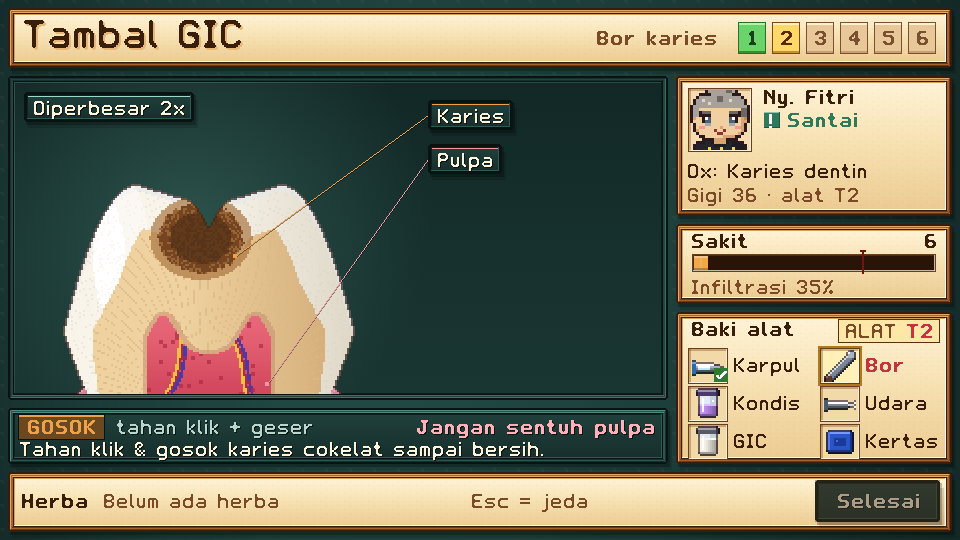 Tambal GIC
Bor karies 1 2 3 4 5 6
Diperbesar 2x
Karies
Pulpa
Ny. Fitri
Santai
Dx: Karies dentin
Gigi 36 · alat T2
Sakit 6
Infiltrasi 35%
Baki alat ALAT T2
Karpul Bor
Kondis Udara
GIC Kertas
GOSOK tahan klik + geser Jangan sentuh pulpa
Tahan klik & gosok karies cokelat sampai bersih.
Herba Belum ada herba Esc = jeda Selesai